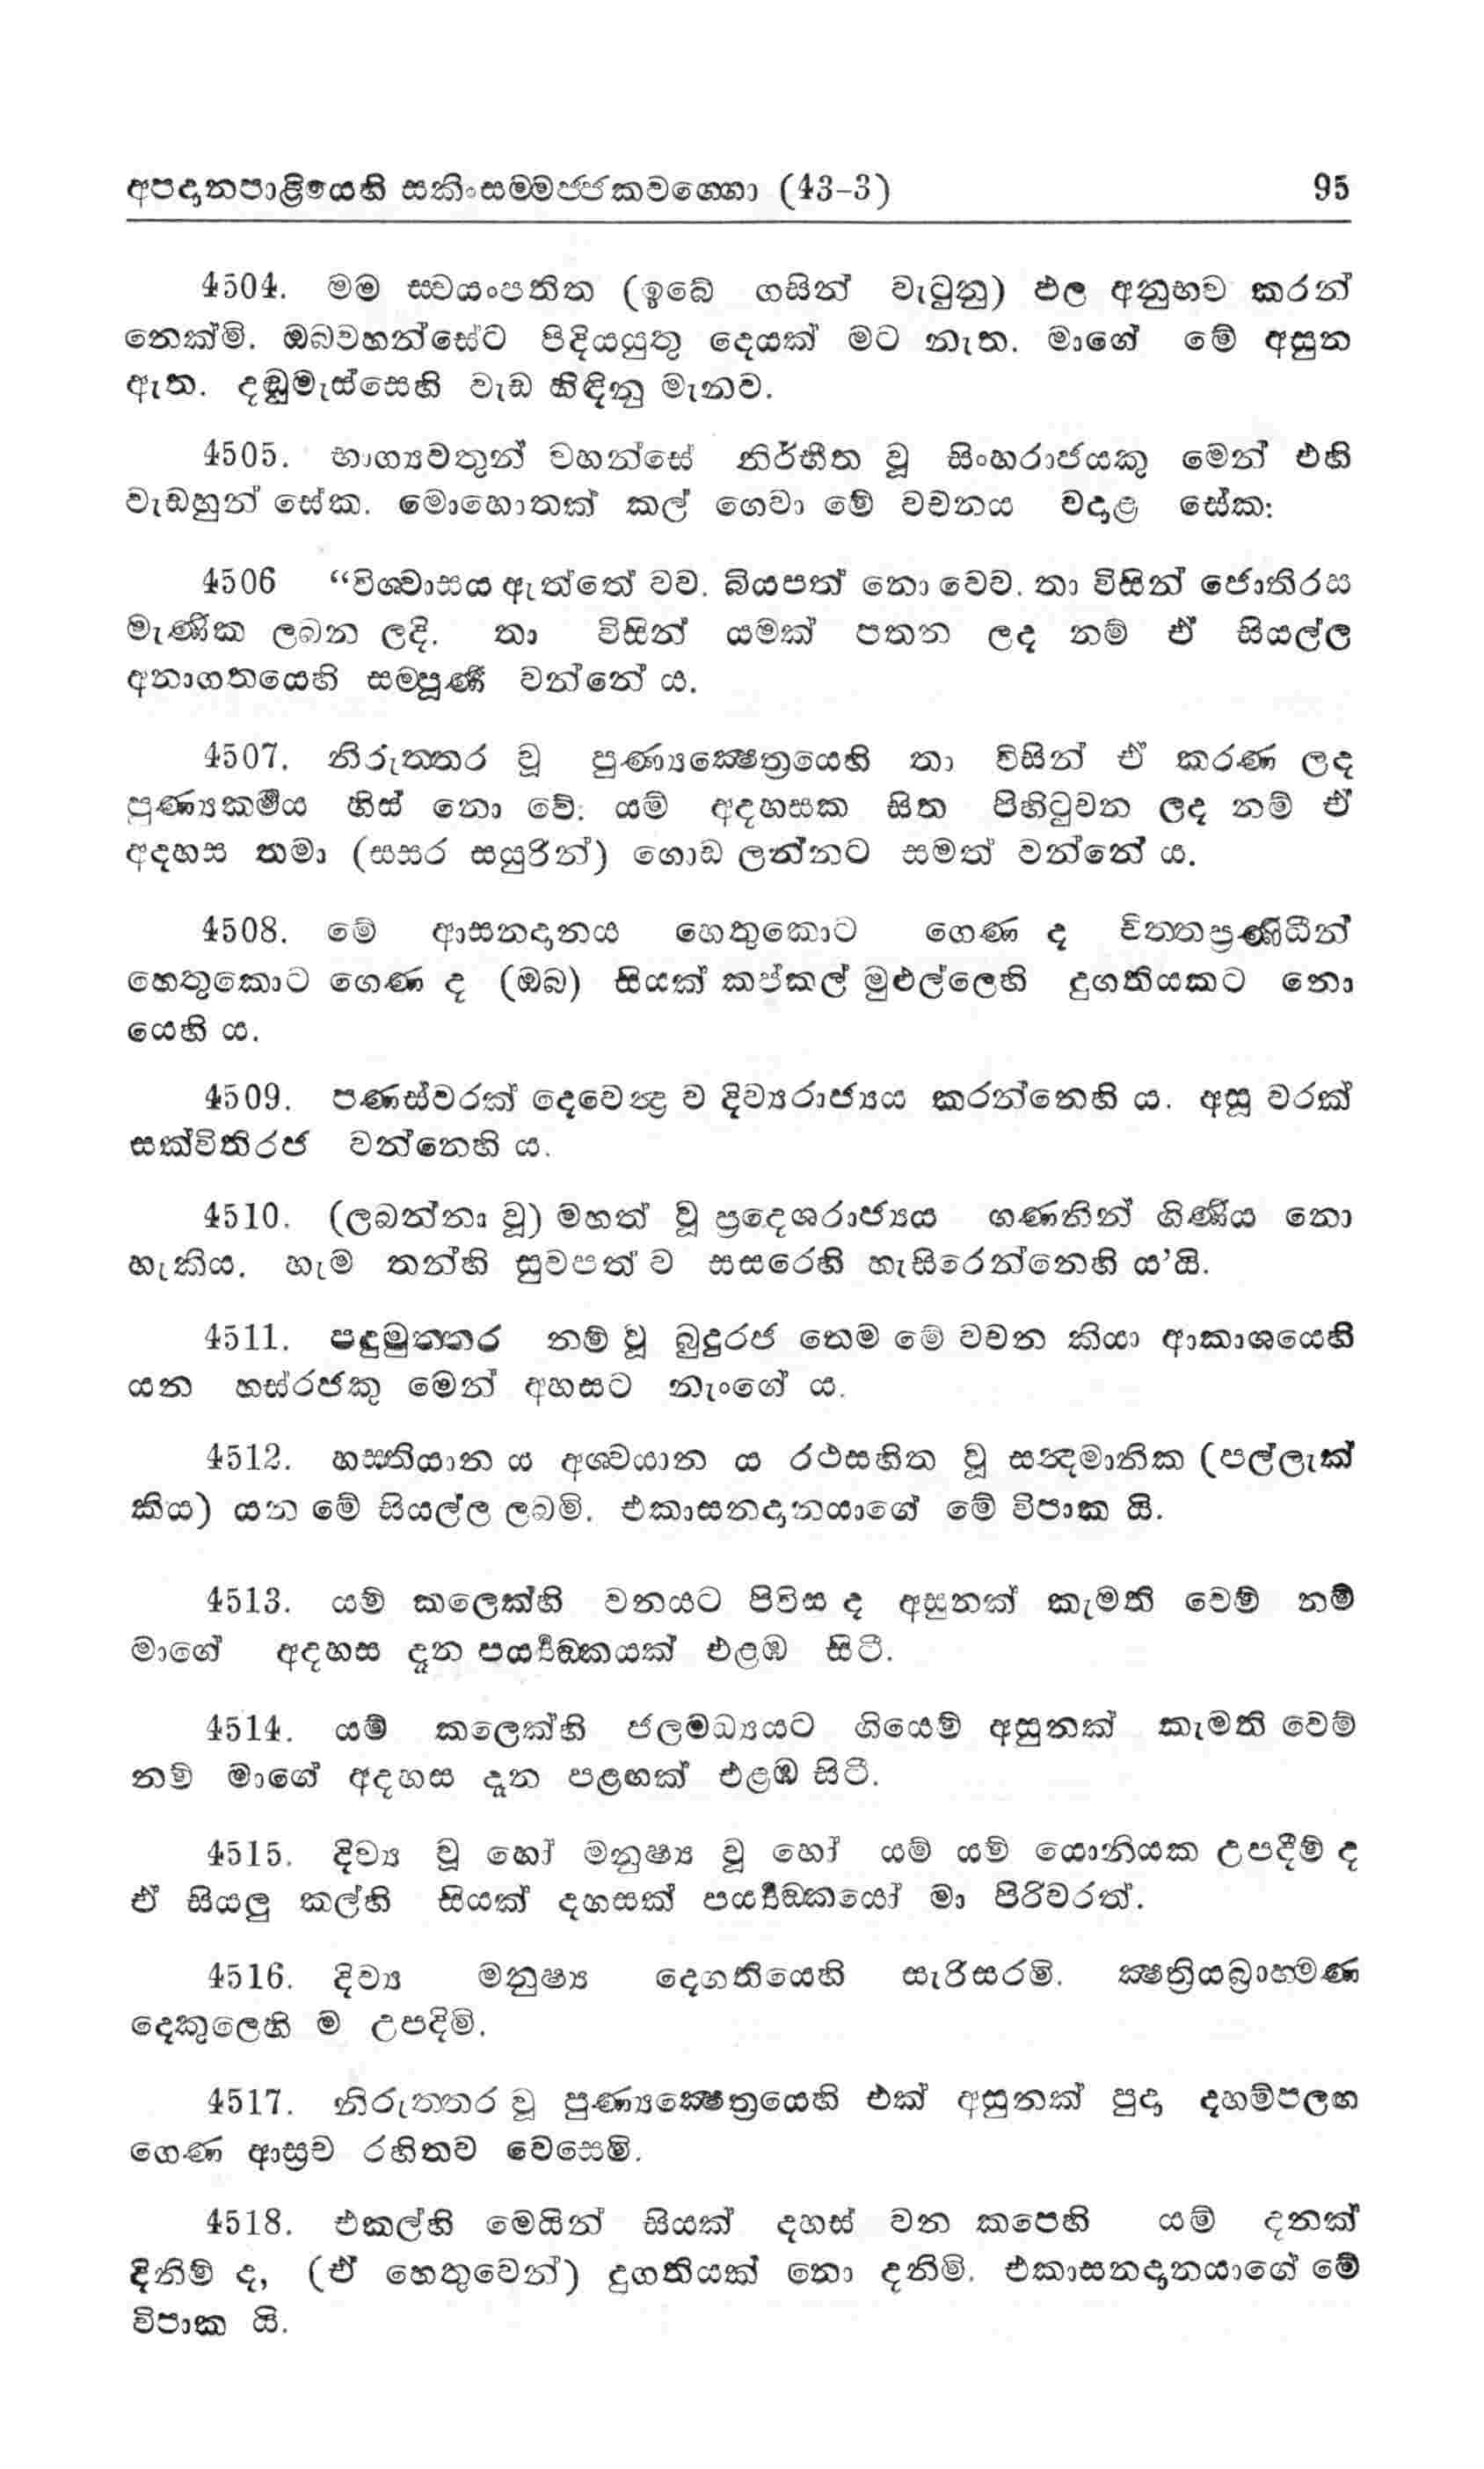 අපදානපාළියෙහි සකිංසම්මජ්ජකවග්ගො (43-3) 95
4504. මම ස්වයංපතිත (ඉබේ ගසින් වැටුනු) ඵල අනුභව කරන්
නෙක්මි. ඔබවහන්සේට පිදියයුතු දෙයක් මට නැත. මාගේ මේ අසුන
ඇත. දඬුමැස්සෙහි වැඩ හිඳිනු මැනව.
4505. භාග්‍යවතුන් වහන්සේ නිර්භීත වූ සිංහරාජයකු මෙන් එහි
වැඩහුන් සේක. මොහොතක් කල් ගෙවා මේ වචනය වදාළ සේක:
4506 “විශ්වාසය ඇත්තේ වව. බියපත් නො වෙව. තා විසින් ජොතිරස
මැණික ලබන ලදි. තා විසින් යමක් පතන ලද නම් ඒ සියල්ල
අනාගතයෙහි සම්පූර්ණ වන්නේ ය.
4507. නිරුත්තර වූ පුණ්‍යක්‍ෂෙත්‍රයෙහි තා විසින් ඒ කරණ ලද
පුණ්‍යකර්මය හිස් නො වේ: යම් අදහසක සිත පිහිටුවන ලද නම් ඒ
අදහස තමා (සසර සයුරින්) ගොඩ ලන්නට සමත් වන්නේ ය.
4508. මේ ආසනදානය හෙතුකොට ගෙණ ද චිත්තප්‍රණිධීන්
හෙතුකොට ගෙණ ද (ඔබ) සියක් කප්කල් මුළුල්ලෙහි දුගතියකට නො
යෙහි ය.
4509. පණස්වරක් දෙවෙන්‍ද්‍ර ව දිව්‍යරාජ්‍යය කරන්නෙහි ය. අසූ වරක්
සක්විතිරජ වන්නෙහි ය.
4510. (ලබන්නා වූ) මහත් වූ ප්‍රදෙශරාජ්‍යය ගණනින් ගිණිය නො
හැකිය. හැම තන්හි සුවපත් ව සසරෙහි හැසිරෙන්නෙහි ය’යි.
4511. පදුමුත්තර නම් වූ බුදුරජ තෙම මේ වචන කියා ආකාශයෙහි
යන හස්රජකු මෙන් අහසට නැංගේ ය.
4512. හස්තියාන ය අශ්වයාන ය රථසහිත වූ සන්‍දමානික (පල්ලැක්
කිය) යන මේ සියල්ල ලබමි. එකාසනදානයාගේ මේ විපාක යි.
4513. යම් කලෙක්හි වනයට පිවිස ද අසුනක් කැමති වෙම් නම්
මාගේ අදහස දැන පර්‍ය්‍යඞ්කයක් එළඹ සිටී.
4514. යම් කලෙක්හි ජලමධ්‍යයට ගියෙම් අසුනක් කැමති වෙම්
නම් මාගේ අදහස දැන පළඟක් එළඹ සිටී.
4515. දිව්‍ය වූ හෝ මනුෂ්‍ය වූ හෝ යම් යම් යොනියක උපදීම් ද
ඒ සියලු කල්හි සියක් දහසක් පර්‍ය්‍යඞ්කයෝ මා පිරිවරත්.
4516. දිව්‍ය මනුෂ්‍ය දෙගතියෙහි සැරිසරමි. ක්‍ෂත්‍රියබ්‍රාහ්මණ
දෙකුලෙහි ම උපදිමි.
4517. නිරුත්තර වූ පුණ්‍යක්‍ෂෙත්‍රයෙහි එක් අසුනක් පුදා දහම්පලඟ
ගෙණ ආස්‍රව රහිතව වෙසෙමි.
4518. එකල්හි මෙයින් සියක් දහස් වන කපෙහි යම් දනක්
දිනිම් ද, (ඒ හෙතුවෙන්) දුගතියක් නො දනිමි. එකාසනදානයාගේ මේ
විපාක යි.